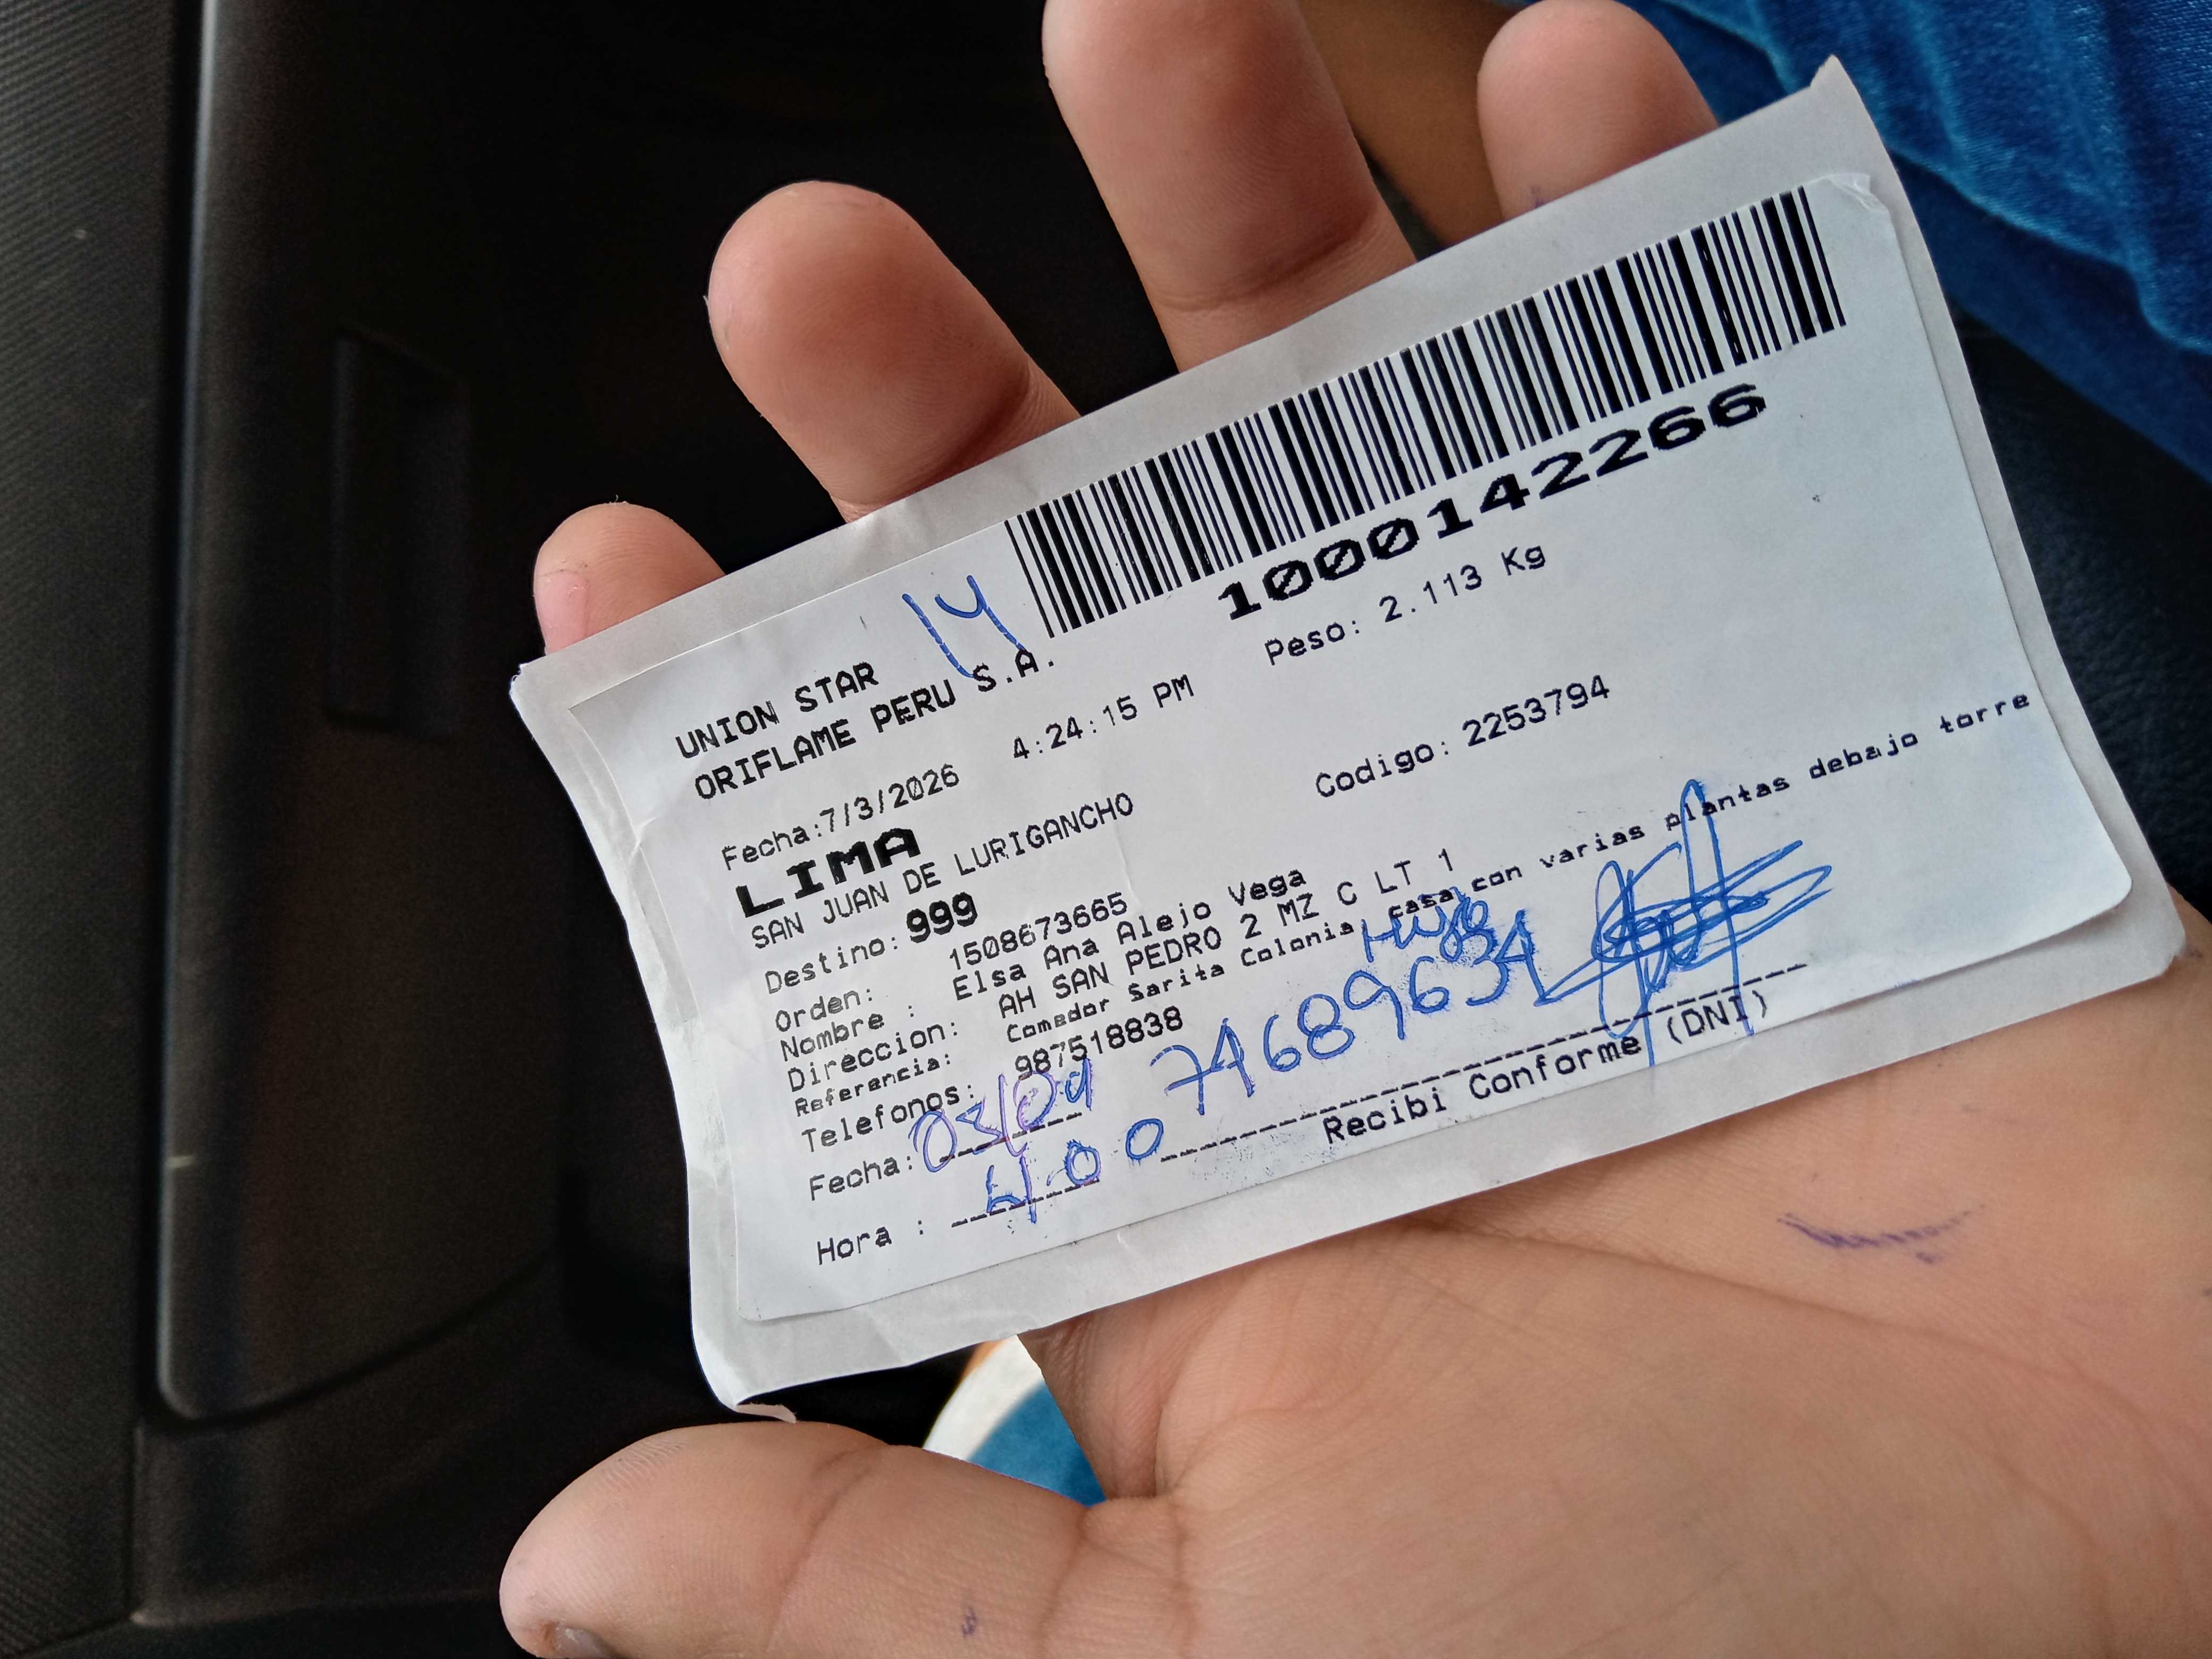 14
1000142266
UNION STAR
ORIFLAME PERU S.A.
Fecha:7/3/2026 4:24:15 PM Peso: 2.113 Kg
LIMA
SAN JUAN DE LURIGANCHO
Destino: 999 Codigo: 2253794
Orden: 1508673665
Nombre : Elsa Ana Alejo Vega
Direccion: AH SAN PEDRO 2 MZ C LT 1
Referencia: Comedor Sarita Colonia, casa con varias plantas debajo torre
Telefonos: 987518838
Fecha: 03/04
74689634
Hora : 4:00
Recibi Conforme (DNI)